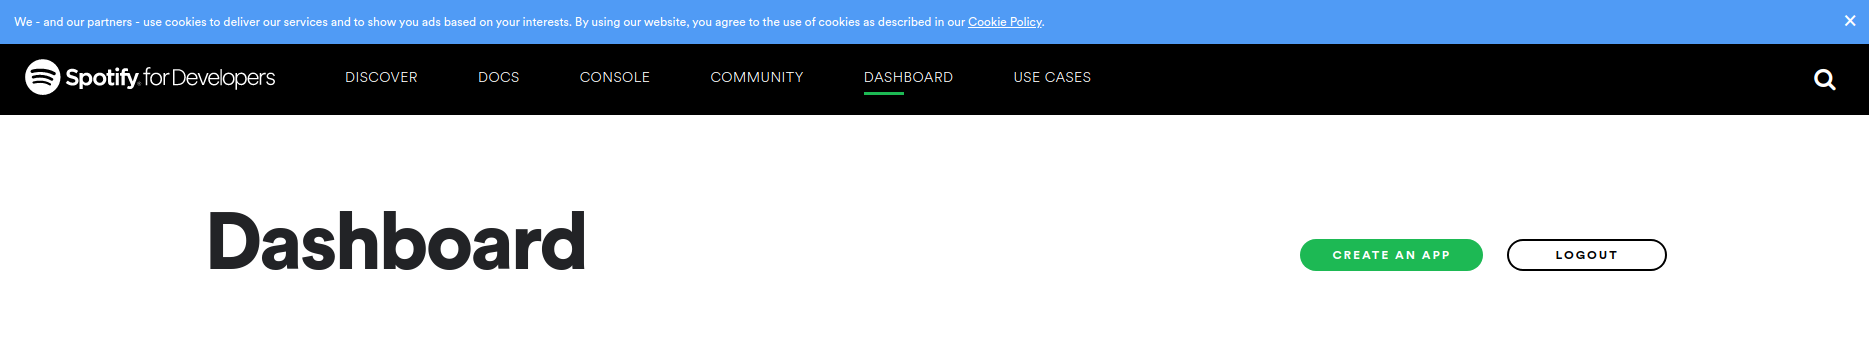 We - and our partners - use cookies to deliver our services and to show you ads based on your interests. By using our website, you agree to the use of cookies as described in our Cookie Policy.
Spotify for Developers DISCOVER DOCS CONSOLE COMMUNITY DASHBOARD USE CASES
Dashboard CREATE AN APP LOGOUT